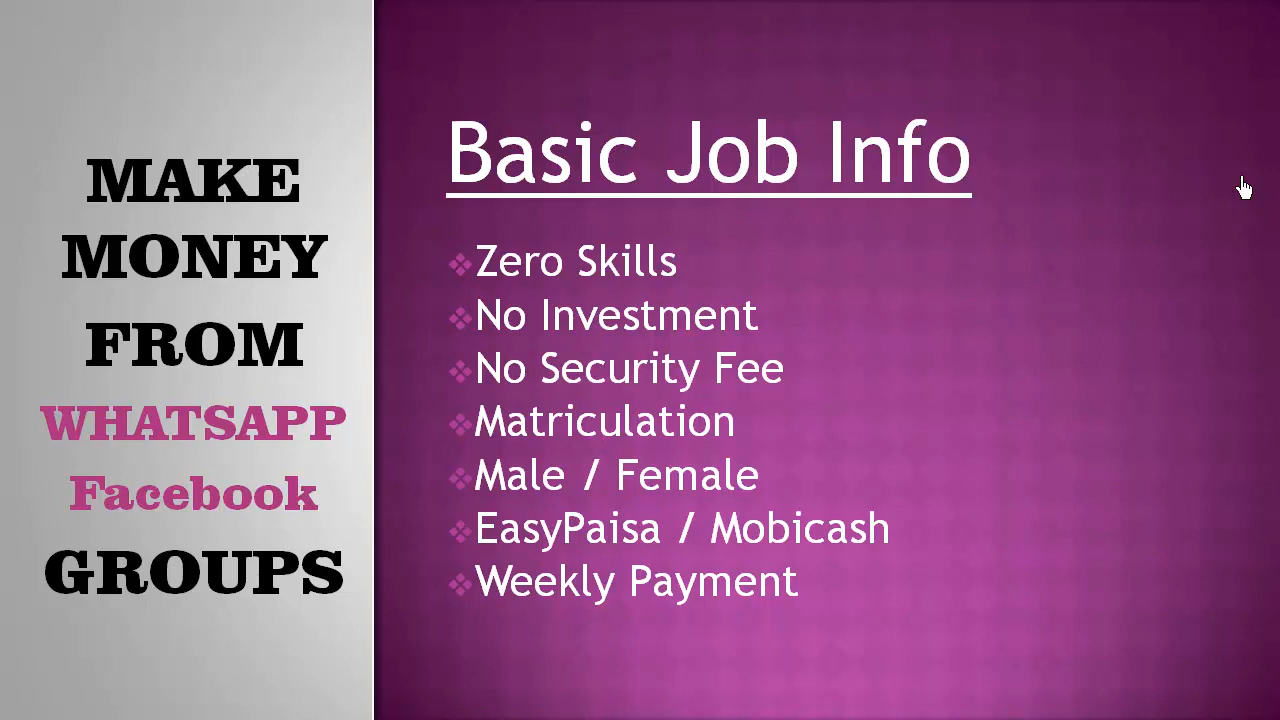 MAKE
MONEY
FROM
WHATSAPP
Facebook
GROUPS
Basic Job Info
Zero Skills
No Investment
No Security Fee
Matriculation
Male / Female
EasyPaisa / Mobicash
Weekly Payment